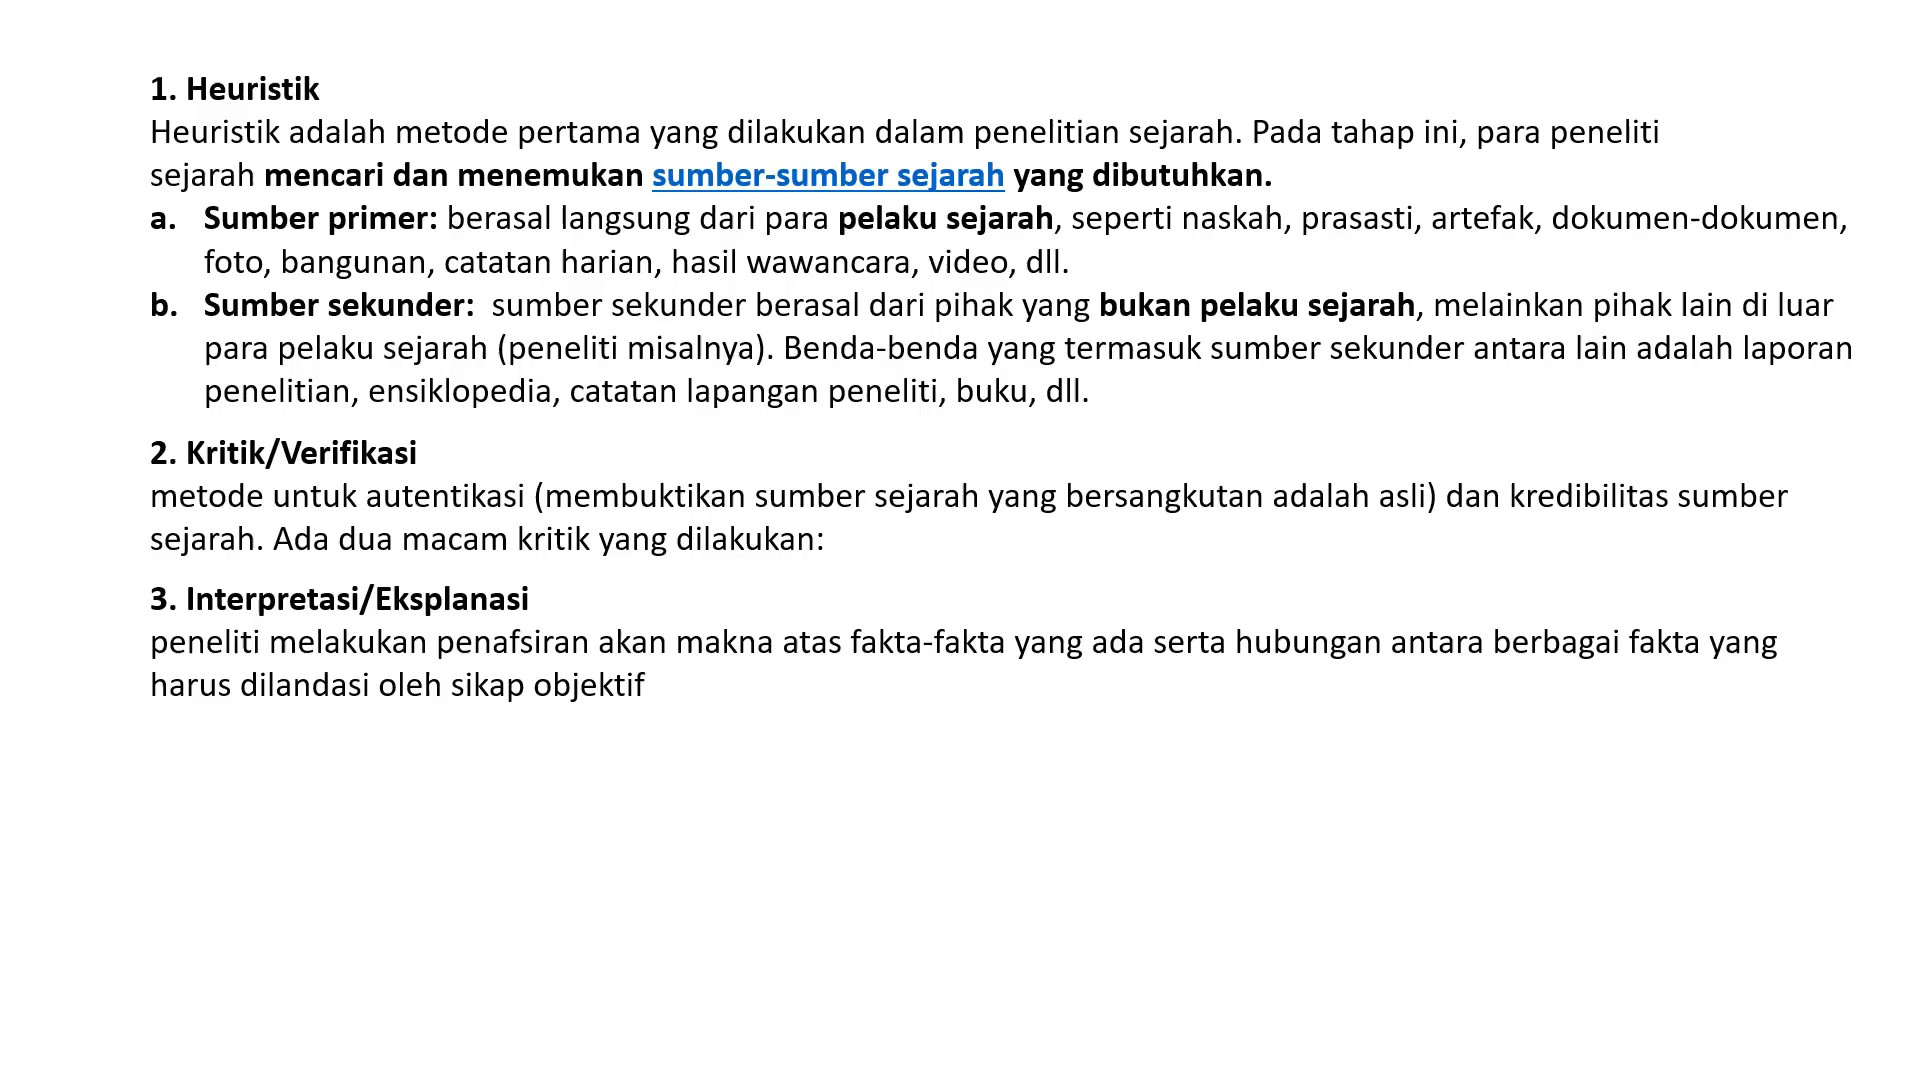 1. Heuristik
Heuristik adalah metode pertama yang dilakukan dalam penelitian sejarah. Pada tahap ini, para peneliti
sejarah mencari dan menemukan sumber-sumber sejarah yang dibutuhkan.
a. Sumber primer: berasal langsung dari para pelaku sejarah, seperti naskah, prasasti, artefak, dokumen-dokumen,
foto, bangunan, catatan harian, hasil wawancara, video, dll.
b. Sumber sekunder: sumber sekunder berasal dari pihak yang bukan pelaku sejarah, melainkan pihak lain di luar
para pelaku sejarah (peneliti misalnya). Benda-benda yang termasuk sumber sekunder antara lain adalah laporan
penelitian, ensiklopedia, catatan lapangan peneliti, buku, dll.
2. Kritik/Verifikasi
metode untuk autentikasi (membuktikan sumber sejarah yang bersangkutan adalah asli) dan kredibilitas sumber
sejarah. Ada dua macam kritik yang dilakukan:
3. Interpretasi/Eksplanasi
peneliti melakukan penafsiran akan makna atas fakta-fakta yang ada serta hubungan antara berbagai fakta yang
harus dilandasi oleh sikap objektif